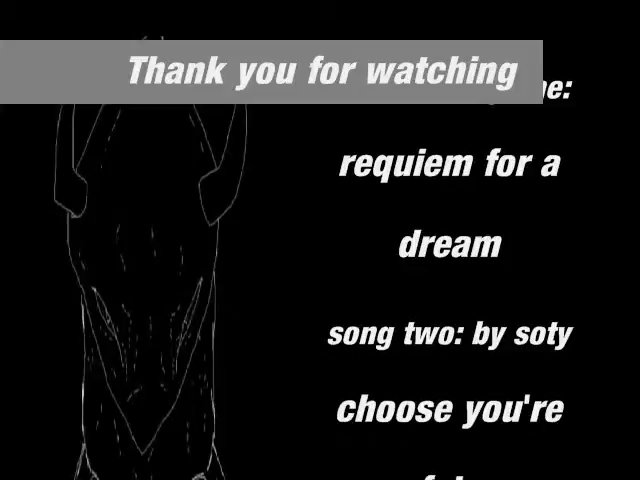 Thank you for watching
requiem for a
dream
song two: by soty
choose you're